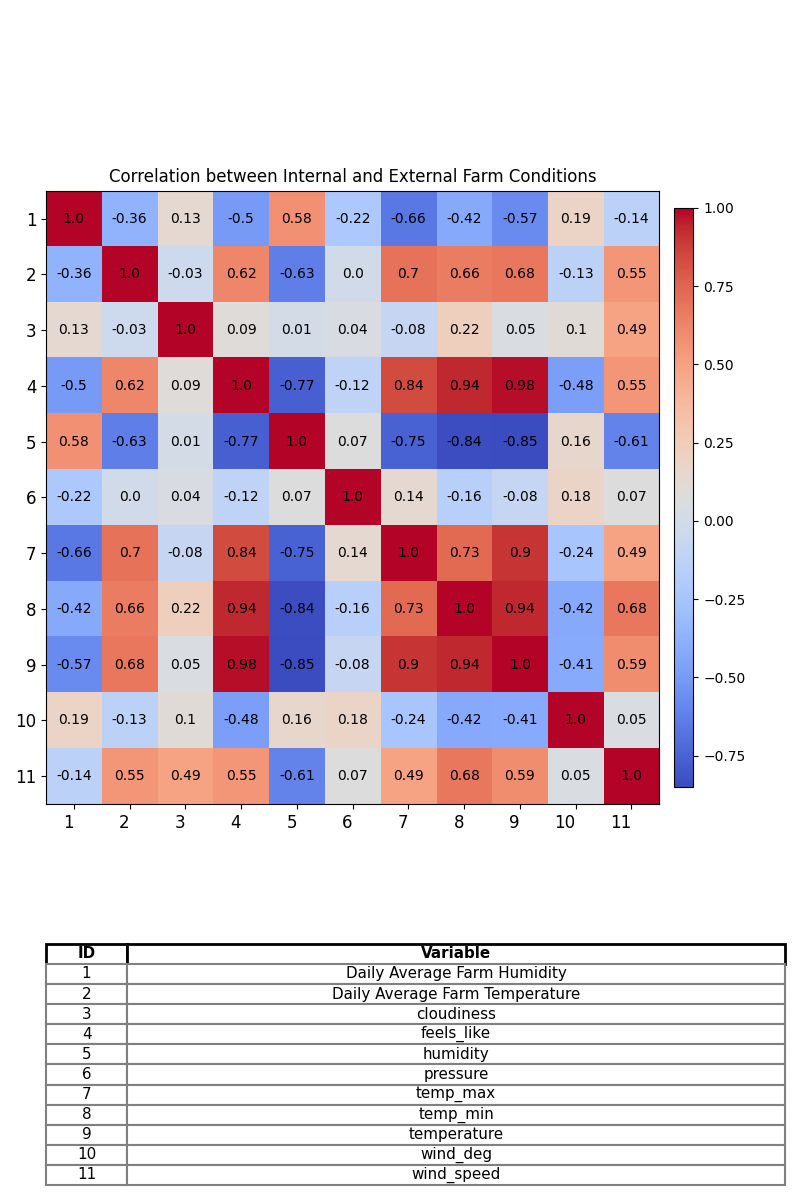 Correlation between Internal and External Farm Conditions
1 1.0 -0.36 0.13 -0.5 0.58 -0.22 -0.66 -0.42 -0.57 0.19 -0.14
2 -0.36 1.0 -0.03 0.62 -0.63 0.0 0.7 0.66 0.68 -0.13 0.55
3 0.13 -0.03 1.0 0.09 0.01 0.04 -0.08 0.22 0.05 0.1 0.49
4 -0.5 0.62 0.09 1.0 -0.77 -0.12 0.84 0.94 0.98 -0.48 0.55
5 0.58 -0.63 0.01 -0.77 1.0 0.07 -0.75 -0.84 -0.85 0.16 -0.61
6 -0.22 0.0 0.04 -0.12 0.07 1.0 0.14 -0.16 -0.08 0.18 0.07
7 -0.66 0.7 -0.08 0.84 -0.75 0.14 1.0 0.73 0.9 -0.24 0.49
8 -0.42 0.66 0.22 0.94 -0.84 -0.16 0.73 1.0 0.94 -0.42 0.68
9 -0.57 0.68 0.05 0.98 -0.85 -0.08 0.9 0.94 1.0 -0.41 0.59
10 0.19 -0.13 0.1 -0.48 0.16 0.18 -0.24 -0.42 -0.41 1.0 0.05
11 -0.14 0.55 0.49 0.55 -0.61 0.07 0.49 0.68 0.59 0.05 1.0
1 2 3 4 5 6 7 8 9 10 11
1.00
0.75
0.50
0.25
0.00
−0.25
−0.50
−0.75
ID Variable
1 Daily Average Farm Humidity
2 Daily Average Farm Temperature
3 cloudiness
4 feels_like
5 humidity
6 pressure
7 temp_max
8 temp_min
9 temperature
10 wind_deg
11 wind_speed